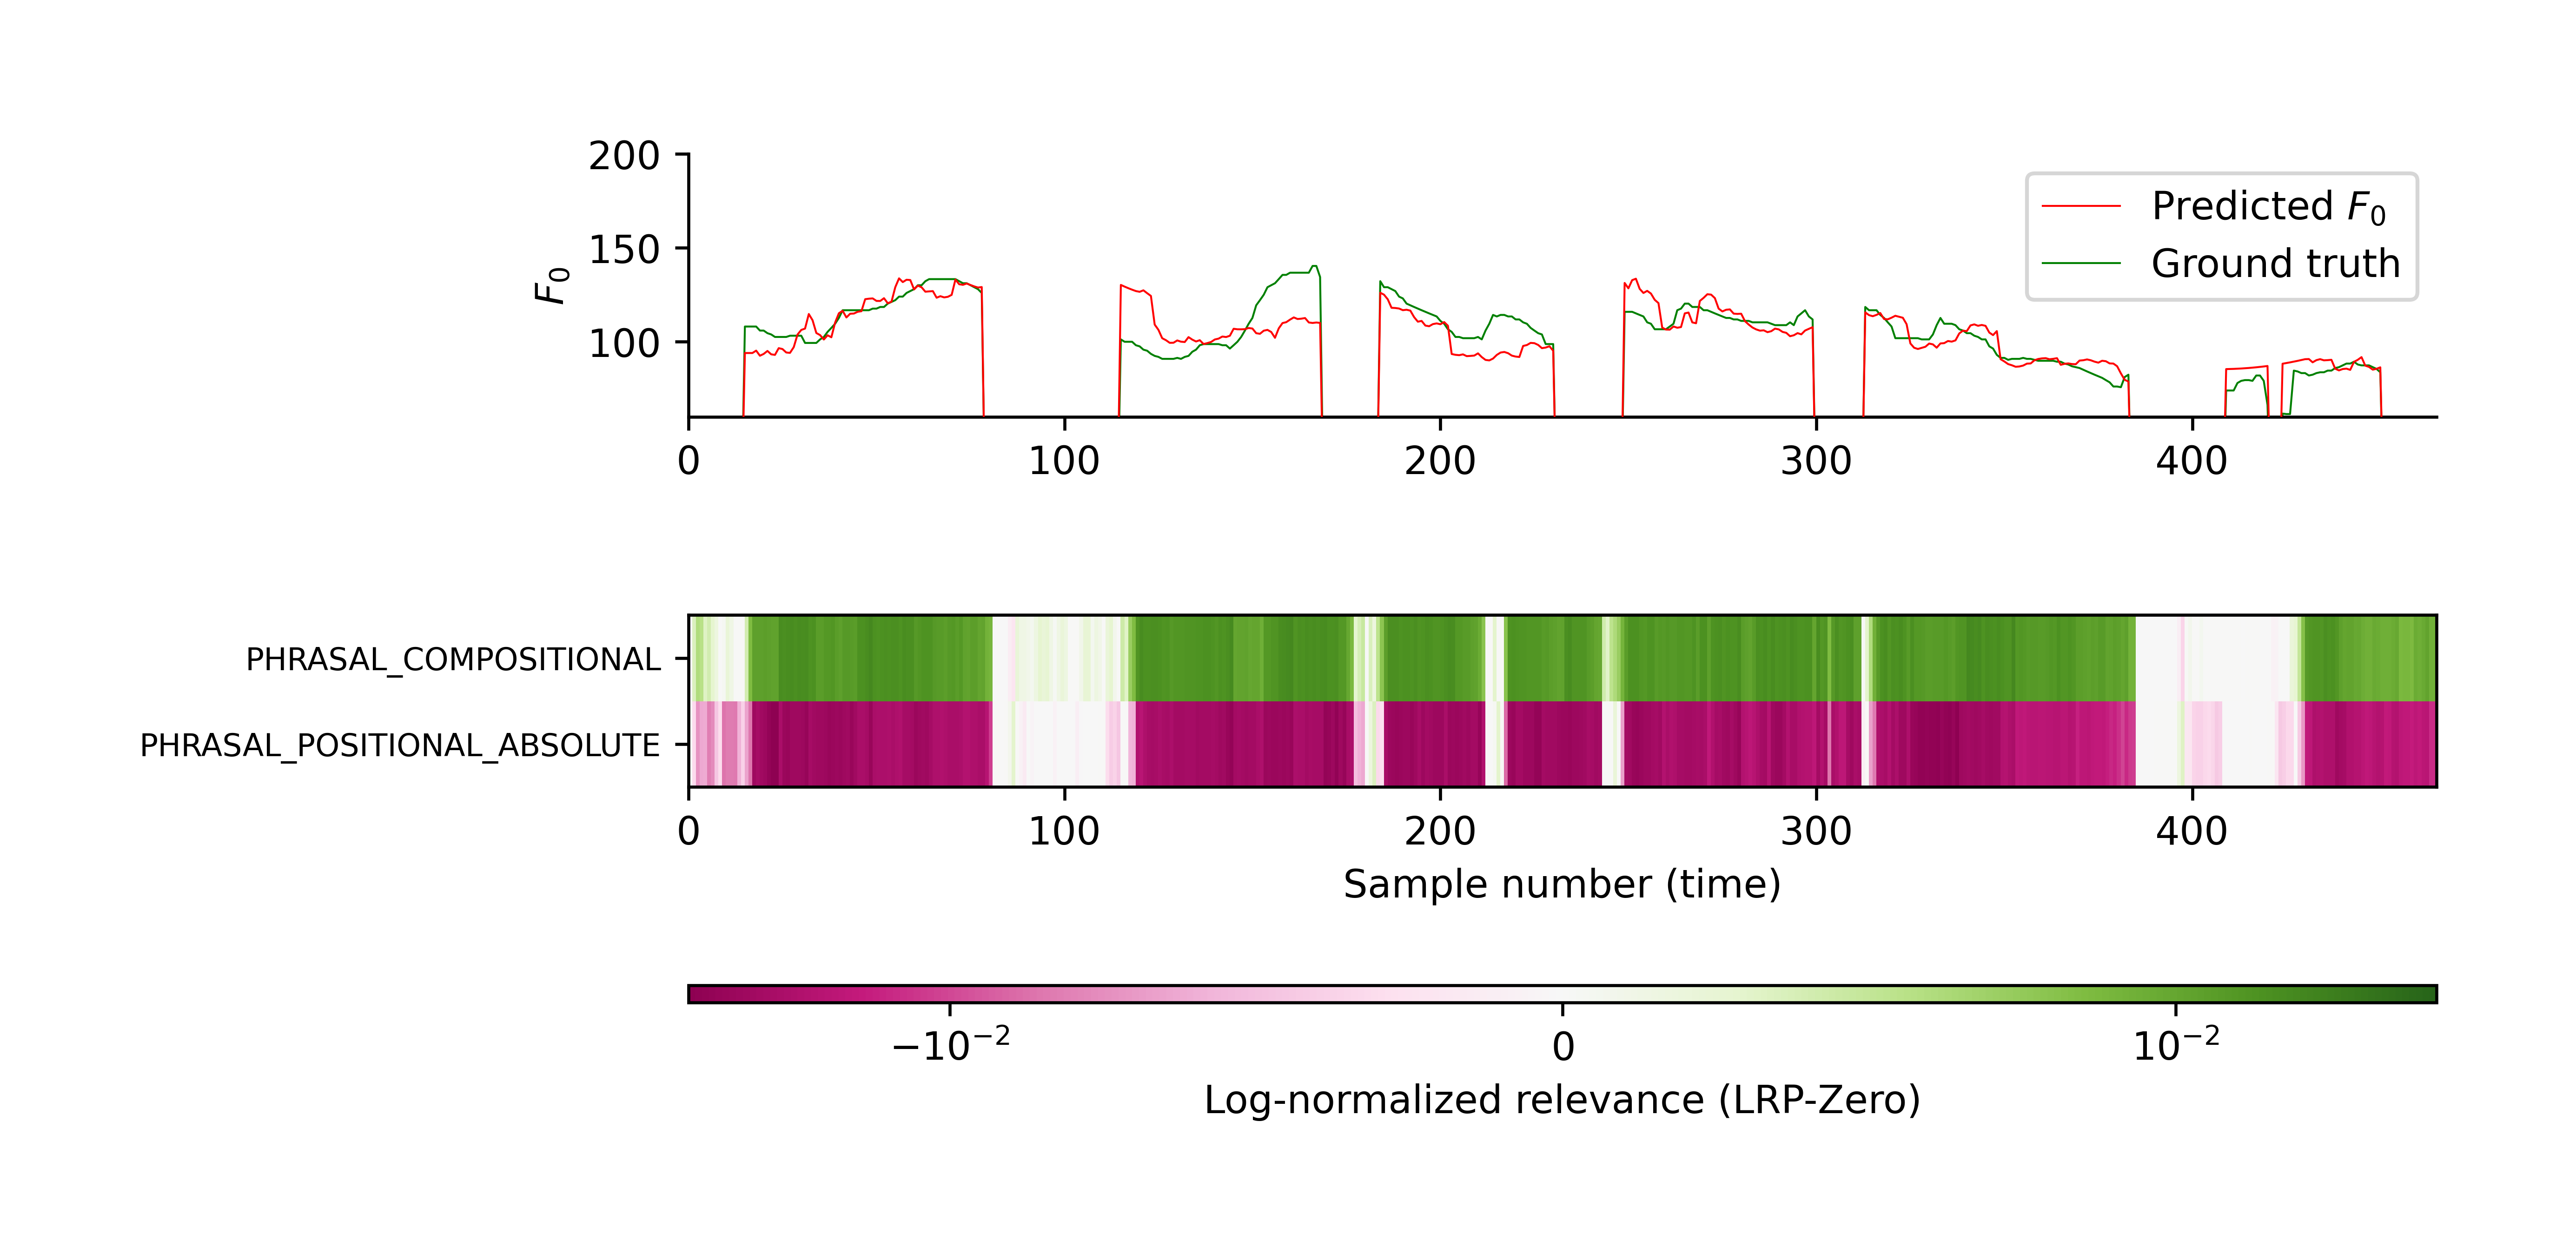 200
150
100
F₀
Predicted F₀
Ground truth
0 100 200 300 400
PHRASAL_COMPOSITIONAL
PHRASAL_POSITIONAL_ABSOLUTE
0 100 200 300 400
Sample number (time)
−10⁻² 0 10⁻²
Log-normalized relevance (LRP-Zero)